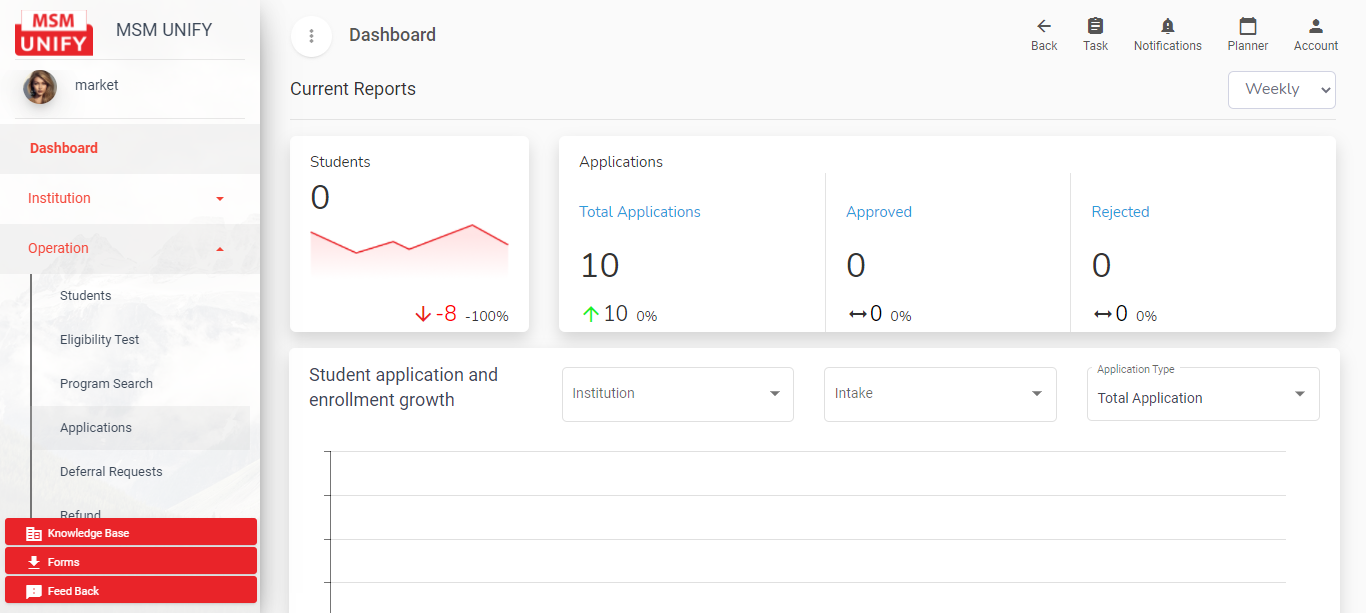 MSM
UNIFY
MSM UNIFY
market
Dashboard
Institution
Operation
Students
Eligibility Test
Program Search
Applications
Deferral Requests
Refund
Knowledge Base
Forms
Feed Back
Dashboard
Back
Task
Notifications
Planner
Account
Current Reports
Weekly
Students
0
-8 -100%
Applications
Total Applications
10
10 0%
Approved
0
0 0%
Rejected
0
0 0%
Student application and
enrollment growth
Institution
Intake
Application Type
Total Application